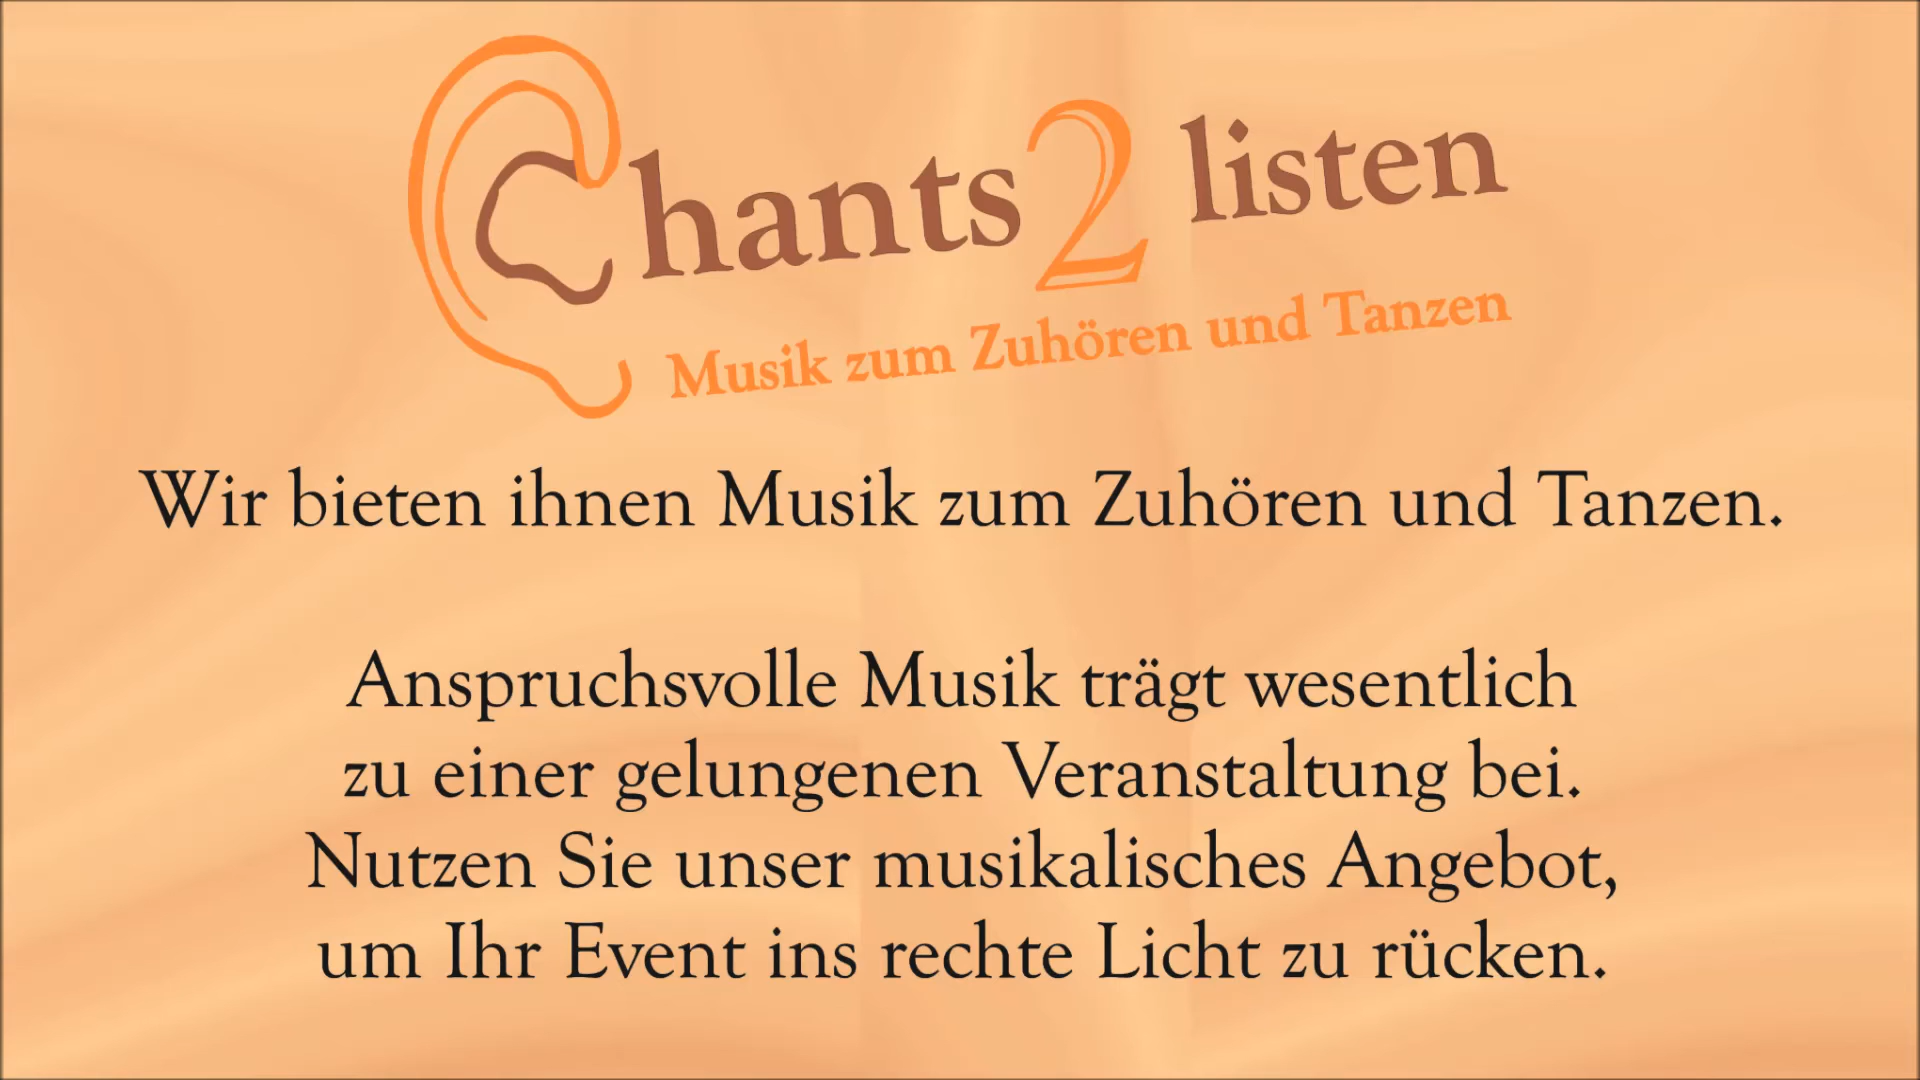 Chants 2 listen
Musik zum Zuhören und Tanzen
Wir bieten ihnen Musik zum Zuhören und Tanzen.
Anspruchsvolle Musik trägt wesentlich
zu einer gelungenen Veranstaltung bei.
Nutzen Sie unser musikalisches Angebot,
um Ihr Event ins rechte Licht zu rücken.